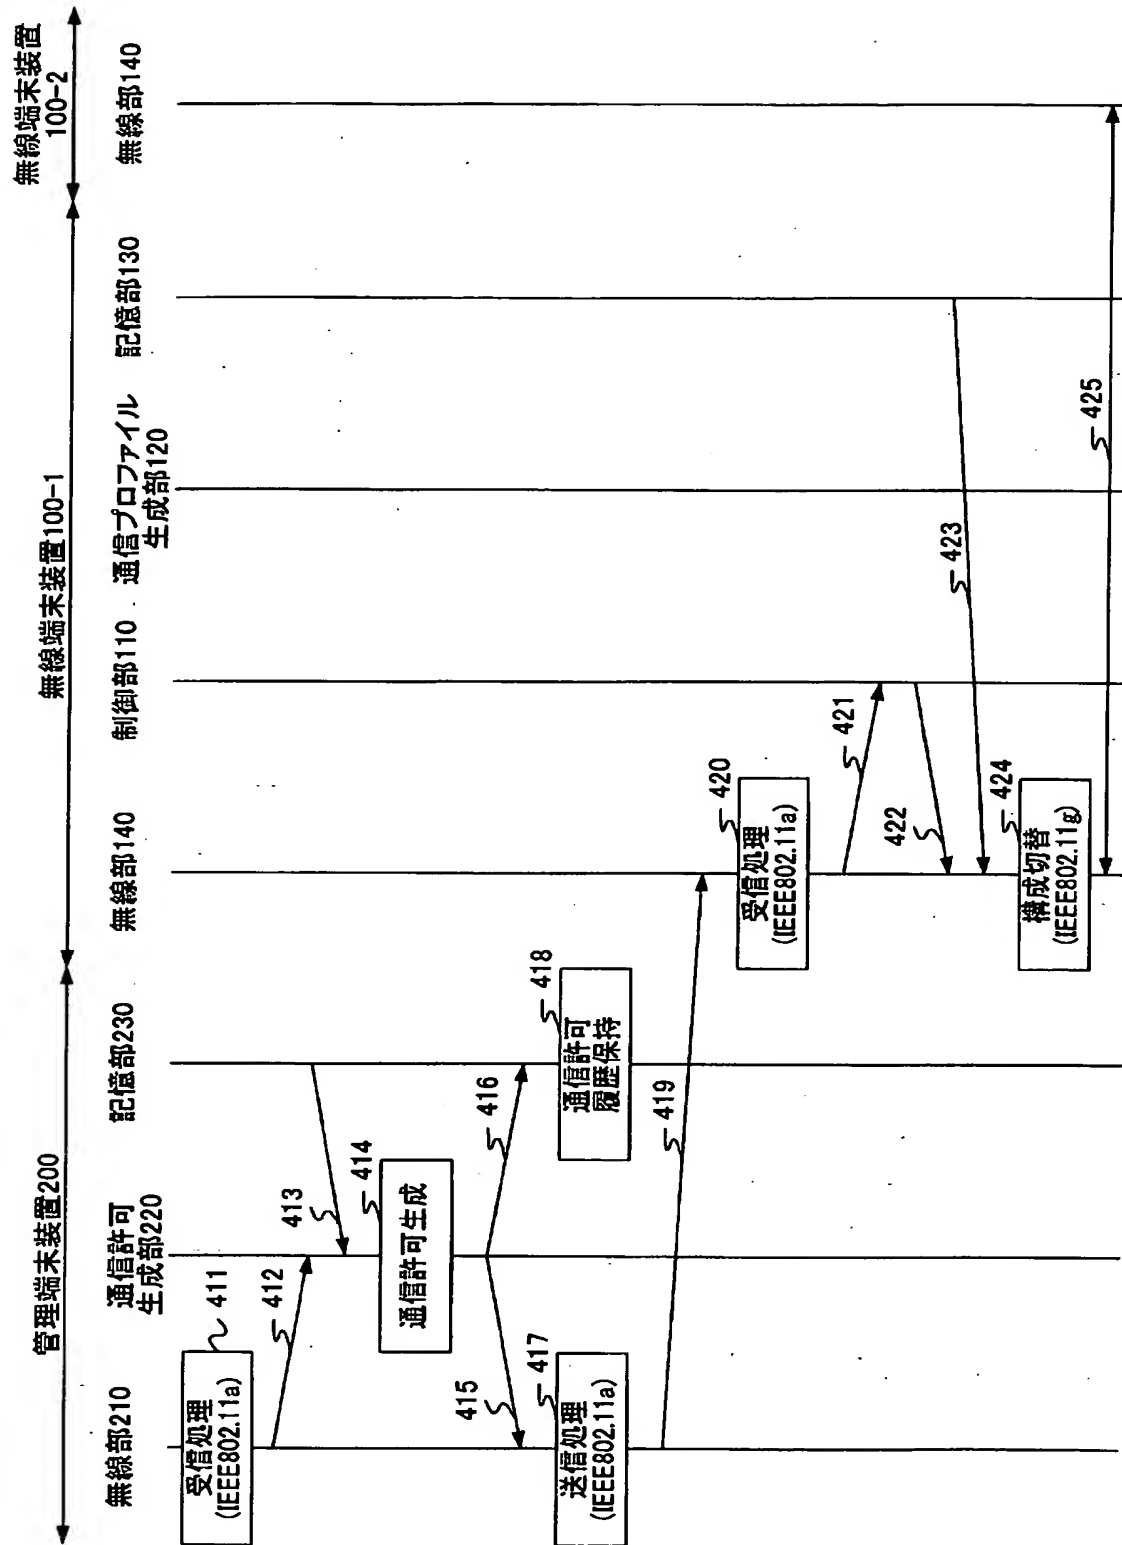 管理端末装置200
無線端末装置100-1
無線端末装置
100-2
無線部210
通信許可
生成部220
記憶部230
無線部140
制御部110
通信プロファイル
生成部120
記憶部130
無線部140
受信処理
(IEEE802.11a)
411
412
413
通信許可生成
414
415
416
送信処理
(IEEE802.11a)
417
通信許可
履歴保持
418
419
受信処理
(IEEE802.11a)
420
421
422
423
構成切替
(IEEE802.11g)
424
425